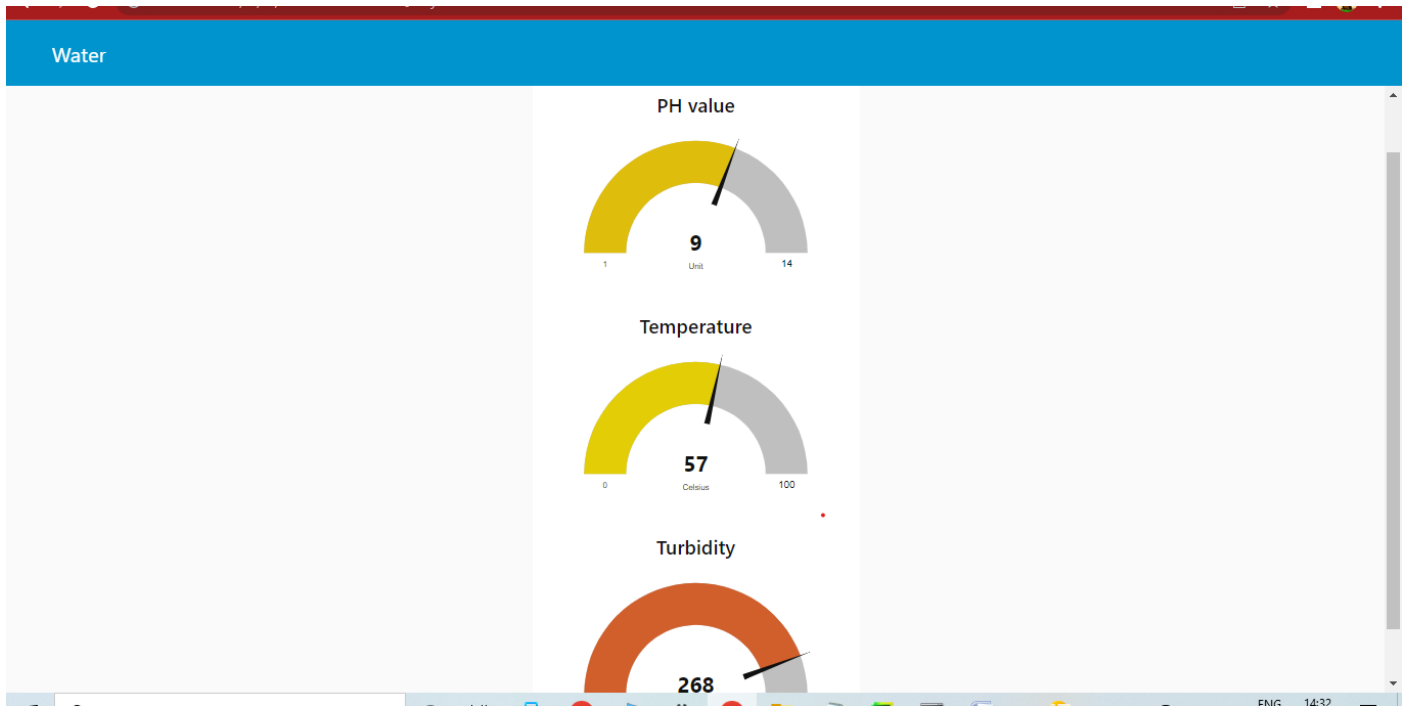 Water
PH value
9
1
Unit
14
Temperature
57
0
Celsius
100
Turbidity
268
ENG
14:32